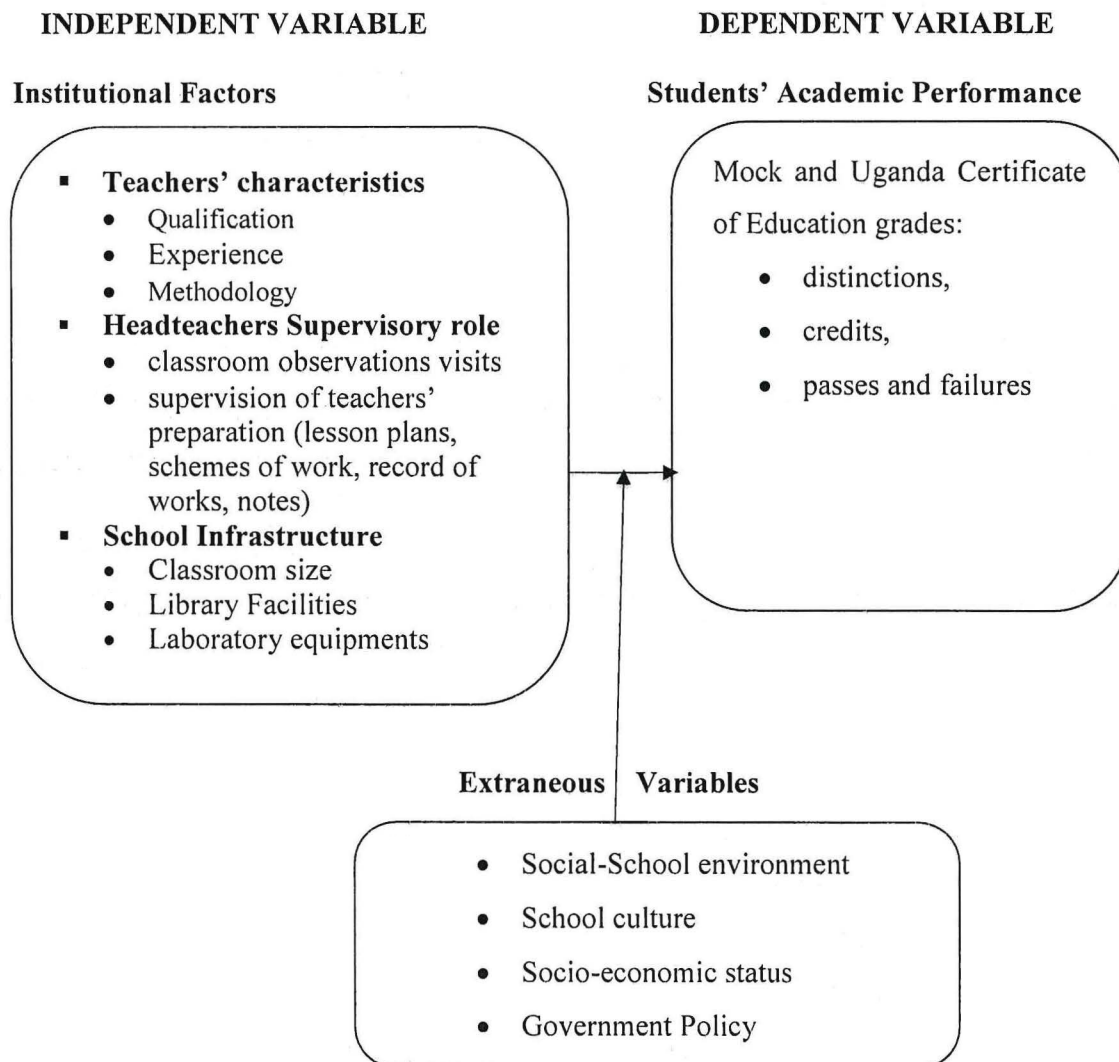 INDEPENDENT VARIABLE
DEPENDENT VARIABLE
Institutional Factors
Students’ Academic Performance
▪ Teachers’ characteristics
• Qualification
• Experience
• Methodology
▪ Headteachers Supervisory role
• classroom observations visits
• supervision of teachers’
preparation (lesson plans,
schemes of work, record of
works, notes)
▪ School Infrastructure
• Classroom size
• Library Facilities
• Laboratory equipments
Mock and Uganda Certificate
of Education grades:
• distinctions,
• credits,
• passes and failures
Extraneous Variables
• Social-School environment
• School culture
• Socio-economic status
• Government Policy